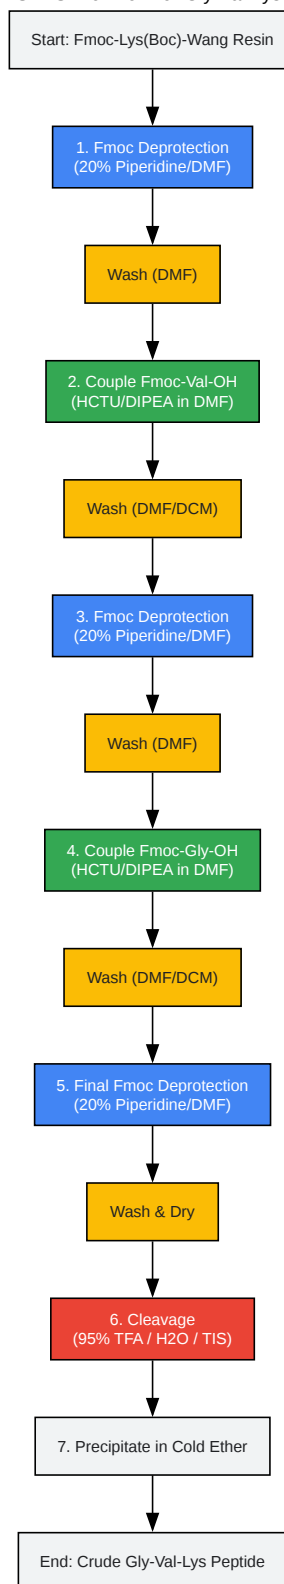 Start: Fmoc-Lys(Boc)-Wang Resin
1. Fmoc Deprotection
(20% Piperidine/DMF)
Wash (DMF)
2. Couple Fmoc-Val-OH
(HCTU/DIPEA in DMF)
Wash (DMF/DCM)
3. Fmoc Deprotection
(20% Piperidine/DMF)
Wash (DMF)
4. Couple Fmoc-Gly-OH
(HCTU/DIPEA in DMF)
Wash (DMF/DCM)
5. Final Fmoc Deprotection
(20% Piperidine/DMF)
Wash & Dry
6. Cleavage
(95% TFA / H2O / TIS)
7. Precipitate in Cold Ether
End: Crude Gly-Val-Lys Peptide